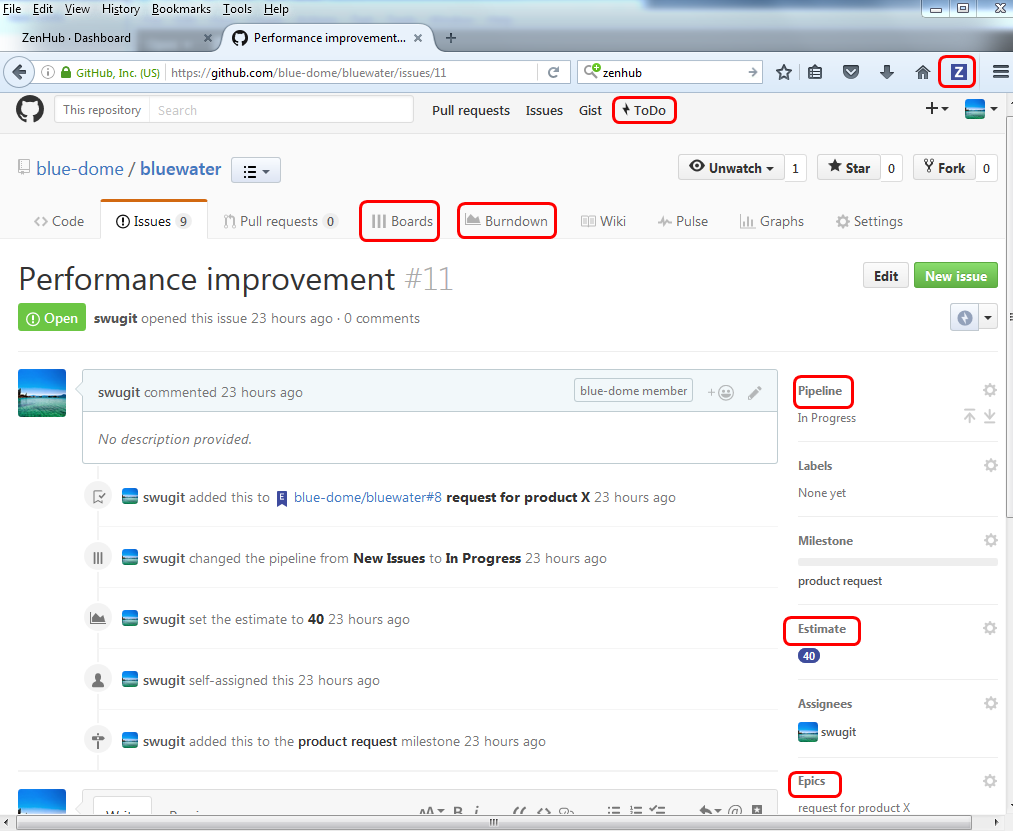 File Edit View History Bookmarks Tools Help
ZenHub · Dashboard × Performance improvement... × +
GitHub, Inc. (US) https://github.com/blue-dome/bluewater/issues/11 zenhub Z
This repository Search Pull requests Issues Gist ToDo
blue-dome / bluewater Unwatch 1 Star 0 Fork 0
Code Issues 9 Pull requests 0 Boards Burndown Wiki Pulse Graphs Settings
Performance improvement #11 Edit New issue
Open swugit opened this issue 23 hours ago · 0 comments
swugit commented 23 hours ago blue-dome member
No description provided.
swugit added this to E blue-dome/bluewater#8 request for product X 23 hours ago
swugit changed the pipeline from New Issues to In Progress 23 hours ago
swugit set the estimate to 40 23 hours ago
swugit self-assigned this 23 hours ago
swugit added this to the product request milestone 23 hours ago
Pipeline
In Progress
Labels
None yet
Milestone
product request
Estimate
40
Assignees
swugit
Epics
request for product X
AA B i